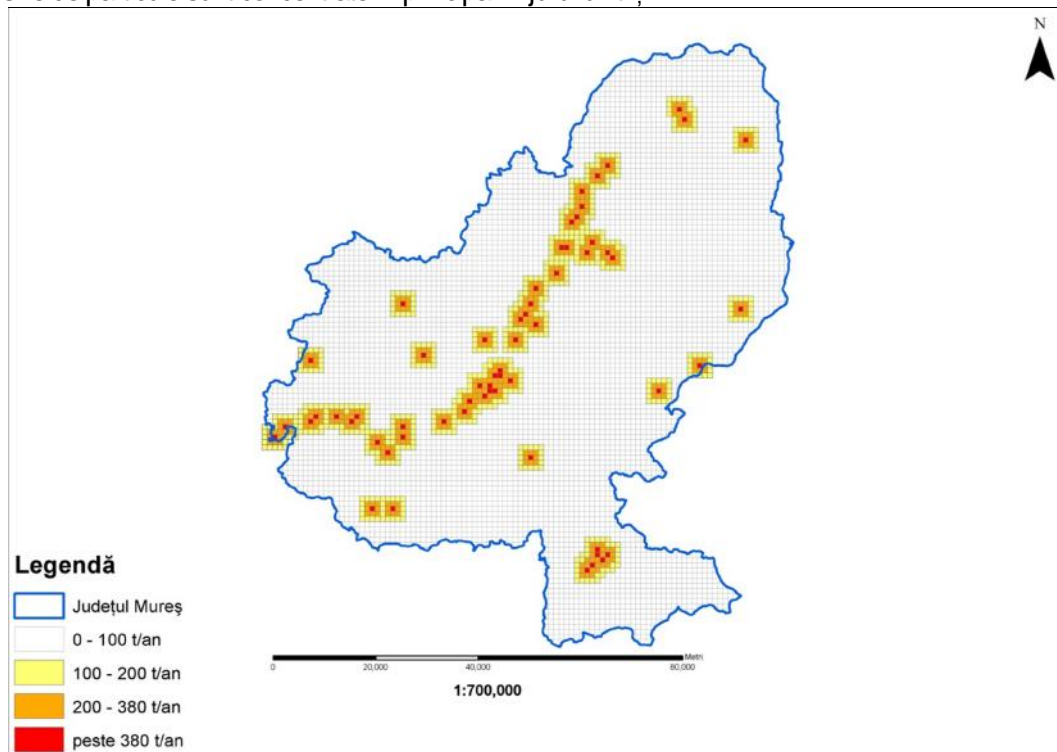 N
Legendă
Județul Mureş
0 - 100 t/an
100 - 200 t/an
200 - 380 t/an
peste 380 t/an
0 20,000 40,000 80,000 Metri
1:700,000